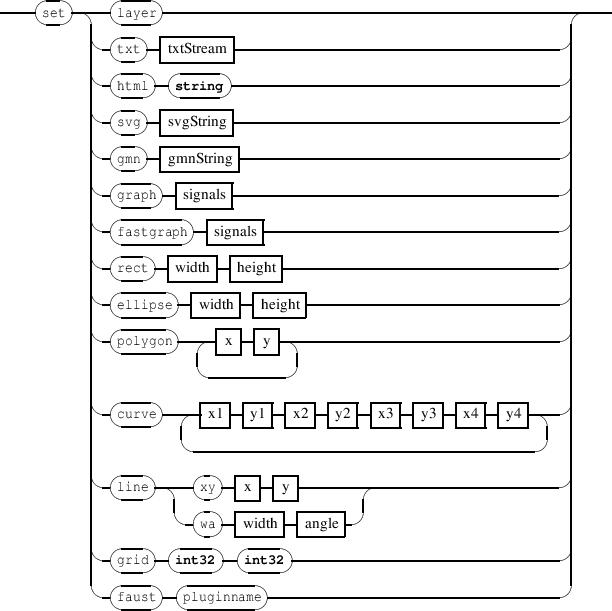 set layer
txt txtStream
html string
svg svgString
gmn gmnString
graph signals
fastgraph signals
rect width height
ellipse width height
polygon x y
curve x1 y1 x2 y2 x3 y3 x4 y4
line xy x y
wa width angle
grid int32 int32
faust pluginname